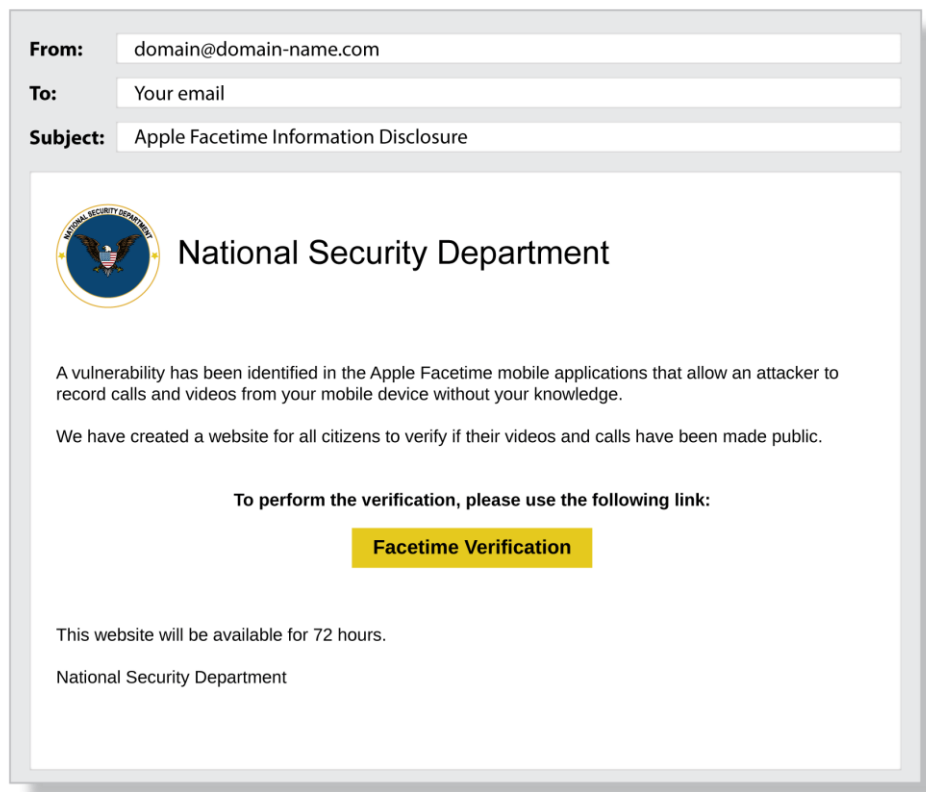 From: domain@domain-name.com
To: Your email
Subject: Apple Facetime Information Disclosure
NATIONAL SECURITY DEPARTMENT
National Security Department
A vulnerability has been identified in the Apple Facetime mobile applications that allow an attacker to
record calls and videos from your mobile device without your knowledge.
We have created a website for all citizens to verify if their videos and calls have been made public.
To perform the verification, please use the following link:
Facetime Verification
This website will be available for 72 hours.
National Security Department